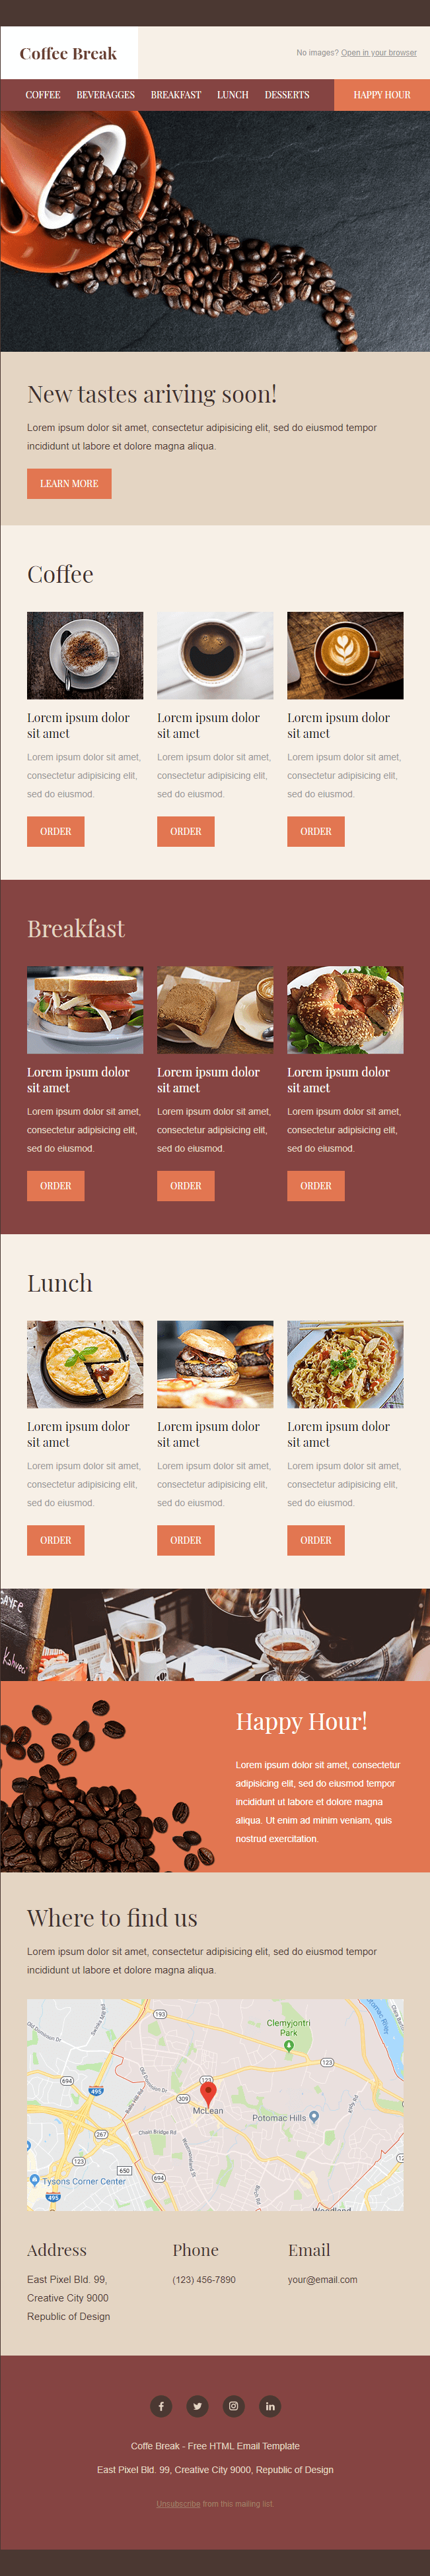 Coffee Break
No images? Open in your browser
COFFEE BEVERAGGES BREAKFAST LUNCH DESSERTS HAPPY HOUR
New tastes ariving soon!
Lorem ipsum dolor sit amet, consectetur adipisicing elit, sed do eiusmod tempor
incididunt ut labore et dolore magna aliqua.
LEARN MORE
Coffee
Lorem ipsum dolor
sit amet
Lorem ipsum dolor sit amet,
consectetur adipisicing elit,
sed do eiusmod.
ORDER
Lorem ipsum dolor
sit amet
Lorem ipsum dolor sit amet,
consectetur adipisicing elit,
sed do eiusmod.
ORDER
Lorem ipsum dolor
sit amet
Lorem ipsum dolor sit amet,
consectetur adipisicing elit,
sed do eiusmod.
ORDER
Breakfast
Lorem ipsum dolor
sit amet
Lorem ipsum dolor sit amet,
consectetur adipisicing elit,
sed do eiusmod.
ORDER
Lorem ipsum dolor
sit amet
Lorem ipsum dolor sit amet,
consectetur adipisicing elit,
sed do eiusmod.
ORDER
Lorem ipsum dolor
sit amet
Lorem ipsum dolor sit amet,
consectetur adipisicing elit,
sed do eiusmod.
ORDER
Lunch
Lorem ipsum dolor
sit amet
Lorem ipsum dolor sit amet,
consectetur adipisicing elit,
sed do eiusmod.
ORDER
Lorem ipsum dolor
sit amet
Lorem ipsum dolor sit amet,
consectetur adipisicing elit,
sed do eiusmod.
ORDER
Lorem ipsum dolor
sit amet
Lorem ipsum dolor sit amet,
consectetur adipisicing elit,
sed do eiusmod.
ORDER
Happy Hour!
Lorem ipsum dolor sit amet, consectetur
adipisicing elit, sed do eiusmod tempor
incididunt ut labore et dolore magna
aliqua. Ut enim ad minim veniam, quis
nostrud exercitation.
Where to find us
Lorem ipsum dolor sit amet, consectetur adipisicing elit, sed do eiusmod tempor
incididunt ut labore et dolore magna aliqua.
193
Clemyjontri
Park
123
694
495
123
309
McLean
Potomac Hills
267
Chain Bridge Rd
123
650
694
123
Tysons Corner Center
495
Address
East Pixel Bld. 99,
Creative City 9000
Republic of Design
Phone
(123) 456-7890
Email
your@email.com
Coffe Break - Free HTML Email Template
East Pixel Bld. 99, Creative City 9000, Republic of Design
Unsubscribe from this mailing list.